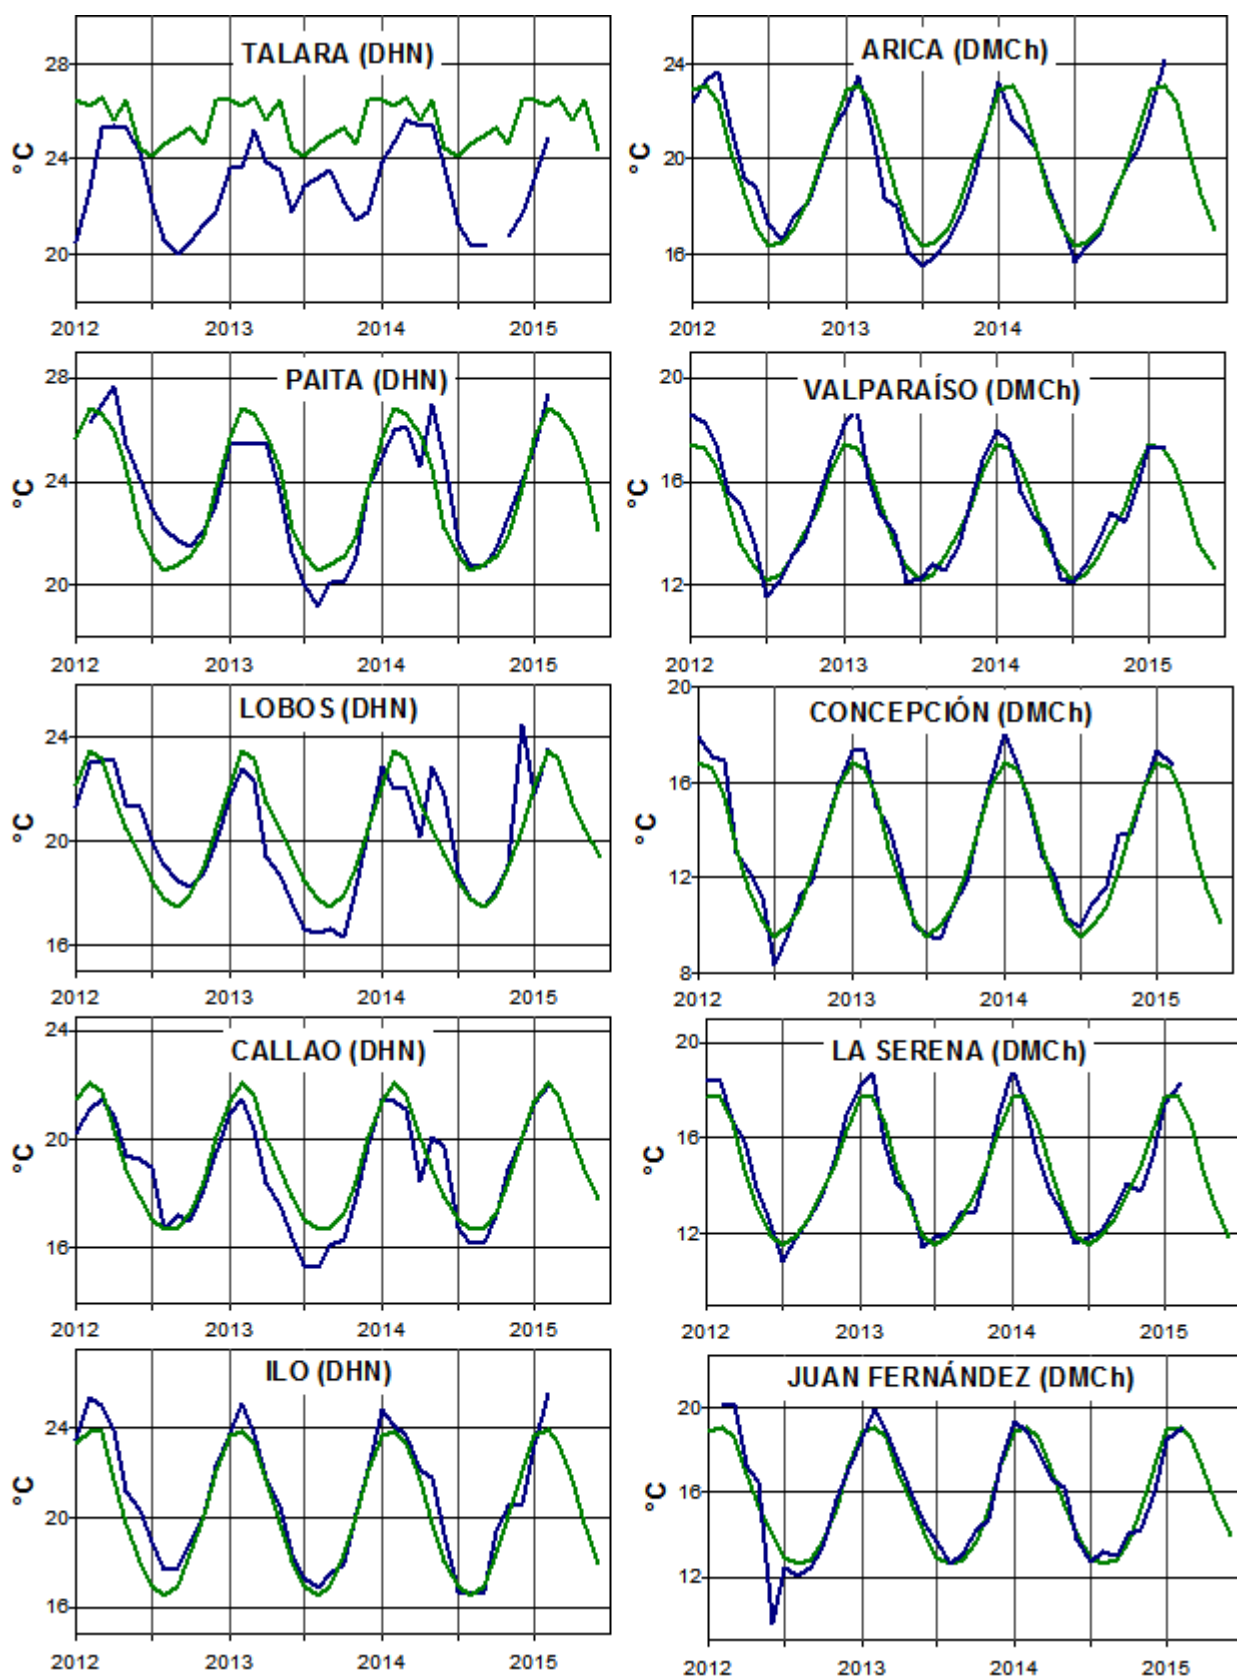 TALARA (DHN)
°C
28
24
20
2012 2013 2014 2015
ARICA (DMCh)
°C
24
20
16
2012 2013 2014
PAITA (DHN)
°C
28
24
20
2012 2013 2014 2015
VALPARAÍSO (DMCh)
°C
20
16
12
2012 2013 2014 2015
LOBOS (DHN)
°C
24
20
16
2012 2013 2014 2015
CONCEPCIÓN (DMCh)
°C
20
16
12
8
2012 2013 2014 2015
CALLAO (DHN)
°C
24
20
16
2012 2013 2014 2015
LA SERENA (DMCh)
°C
20
16
12
2012 2013 2014 2015
ILO (DHN)
°C
24
20
16
2012 2013 2014 2015
JUAN FERNÁNDEZ (DMCh)
°C
20
16
12
2012 2013 2014 2015